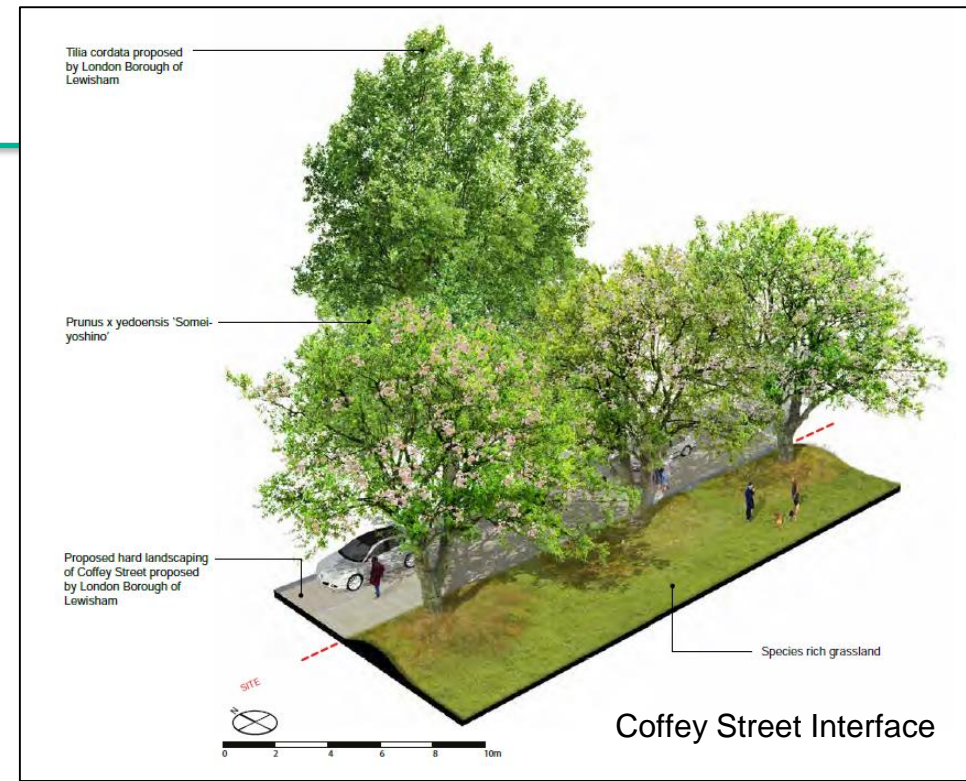 Tilia cordata proposed
by London Borough of
Lewisham
Prunus x yedoensis 'Somei-
yoshino'
Proposed hard landscaping
of Coffey Street proposed
by London Borough of
Lewisham
Species rich grassland
SITE
N
0 2 4 6 8 10m
Coffey Street Interface